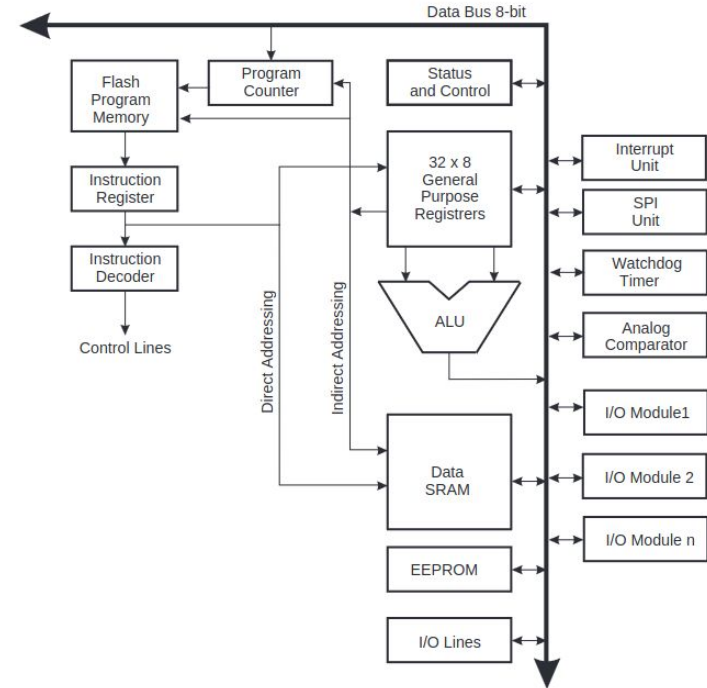 Data Bus 8-bit
Flash
Program
Memory
Program
Counter
Status
and Control
Instruction
Register
32 x 8
General
Purpose
Registrers
Interrupt
Unit
SPI
Unit
Instruction
Decoder
Watchdog
Timer
ALU
Analog
Comparator
Control Lines
Direct Addressing
Indirect Addressing
I/O Module1
Data
SRAM
I/O Module 2
I/O Module n
EEPROM
I/O Lines